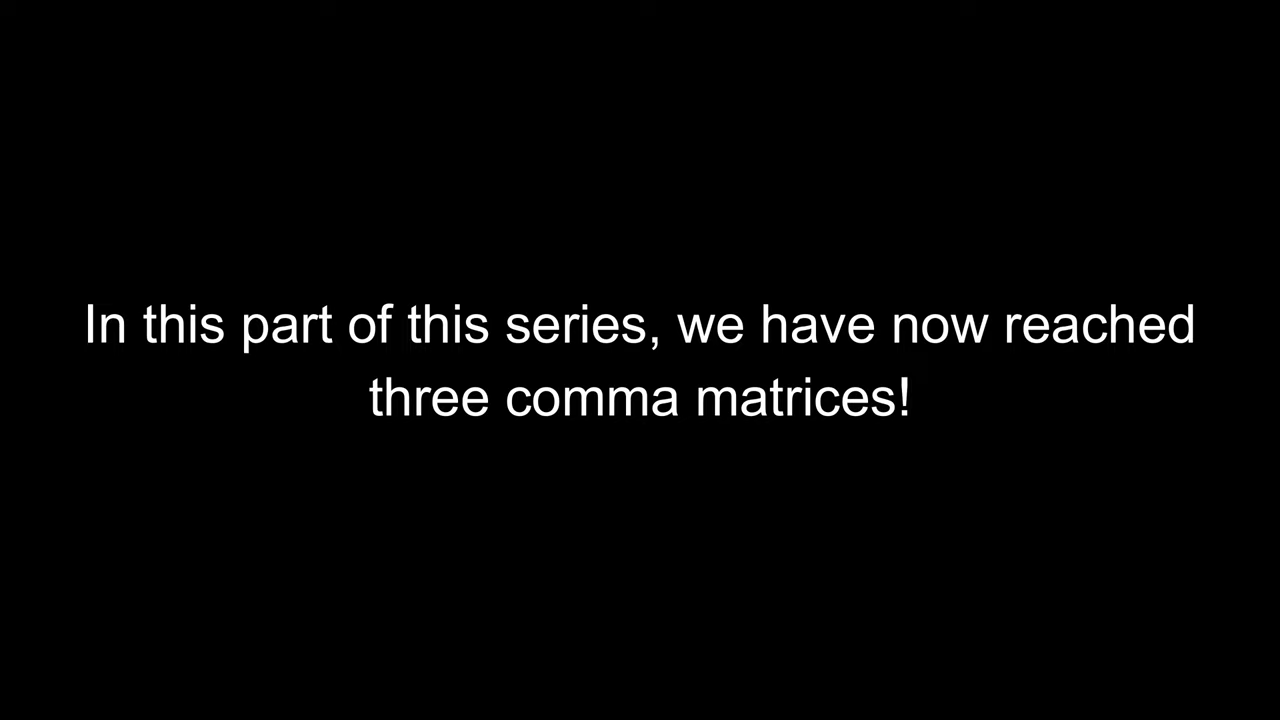 In this part of this series, we have now reached
three comma matrices!